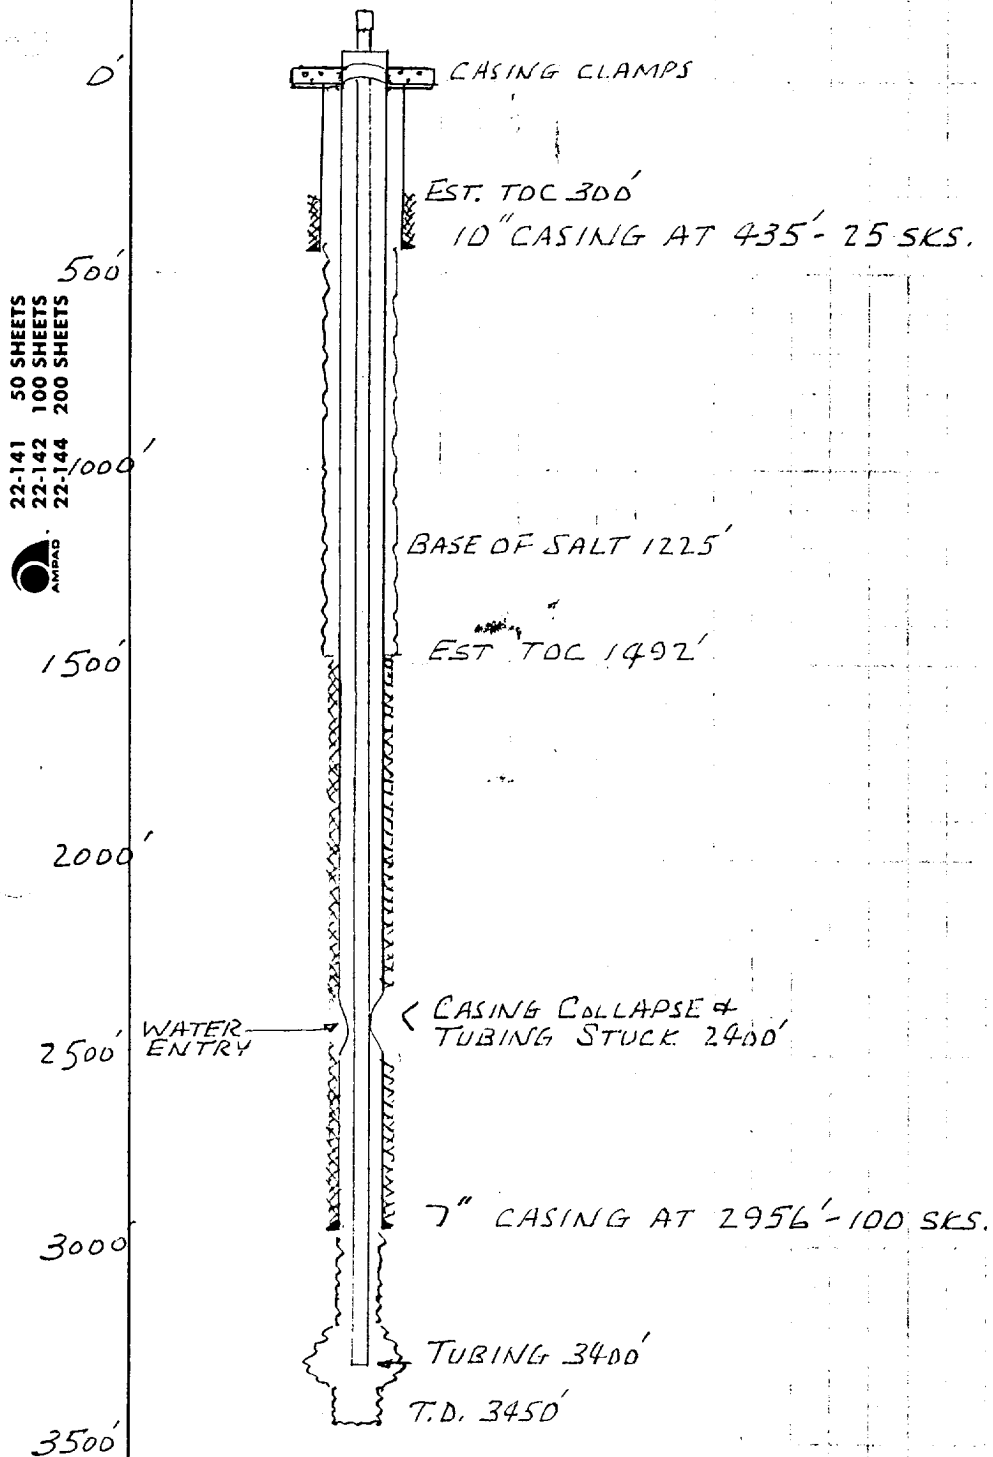 0'
CASING CLAMPS
EST. TOC 300'
10" CASING AT 435' - 25 SKS.
500'
22-141 50 SHEETS
22-142 100 SHEETS
22-144 200 SHEETS
AMPAD
1000'
BASE OF SALT 1225'
EST TOC 1492'
1500'
2000'
WATER
ENTRY
CASING COLLAPSE &
TUBING STUCK 2400'
2500'
7" CASING AT 2956' - 100 SKS.
3000'
TUBING 3400'
T.D. 3450'
3500'